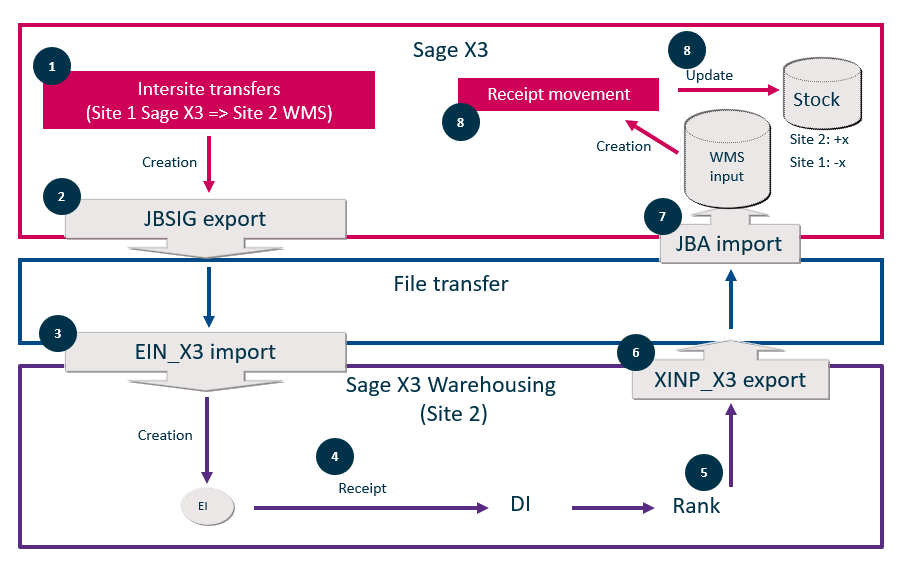 Sage X3
1
Intersite transfers
(Site 1 Sage X3 => Site 2 WMS)
Creation
2
JBSIG export
8
Update
Receipt movement
8
Stock
Site 2: +x
Site 1: -x
Creation
WMS
input
7
JBA import
File transfer
3
EIN_X3 import
6
XINP_X3 export
Sage X3 Warehousing
(Site 2)
Creation
4
Receipt
5
EI
DI
Rank